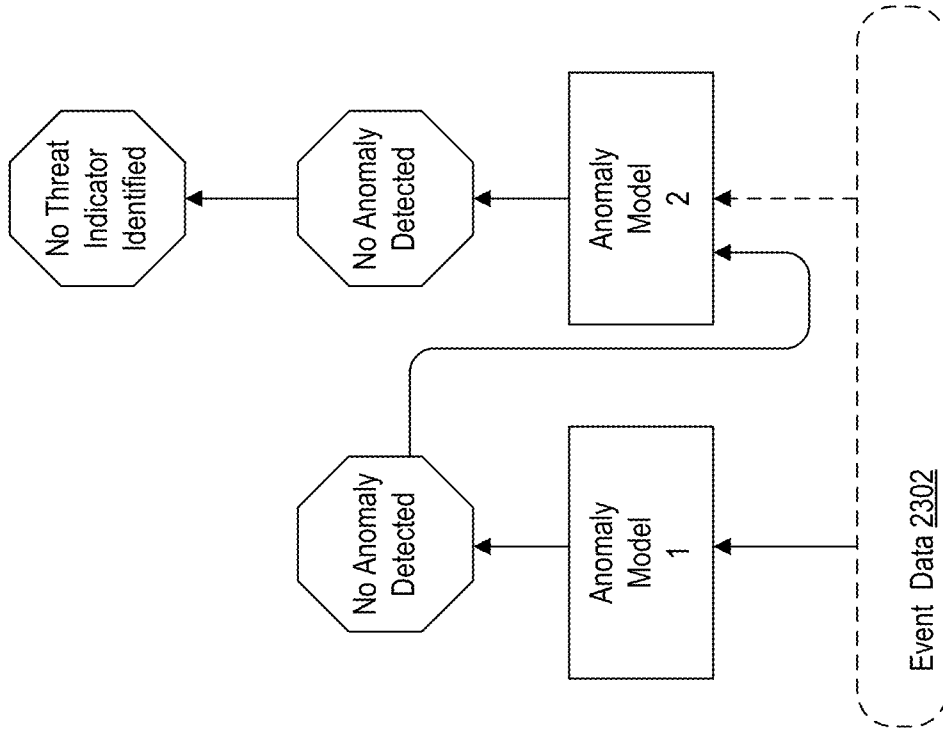 No Threat
Indicator
Identified
No Anomaly
Detected
Anomaly
Model
2
No Anomaly
Detected
Anomaly
Model
1
Event Data 2302